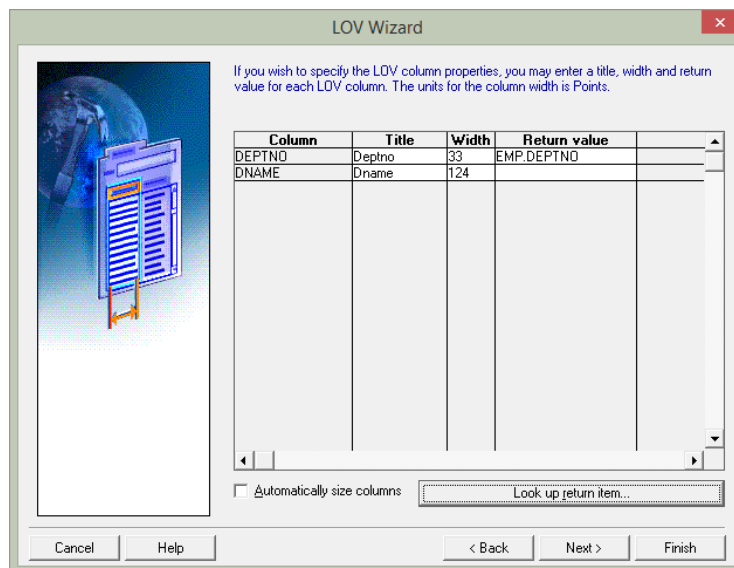 LOV Wizard
If you wish to specify the LOV column properties, you may enter a title, width and return
value for each LOV column. The units for the column width is Points.
Column Title Width Return value
DEPTNO Deptno 33 EMP.DEPTNO
DNAME Dname 124
Automatically size columns Look up return item...
Cancel Help < Back Next > Finish